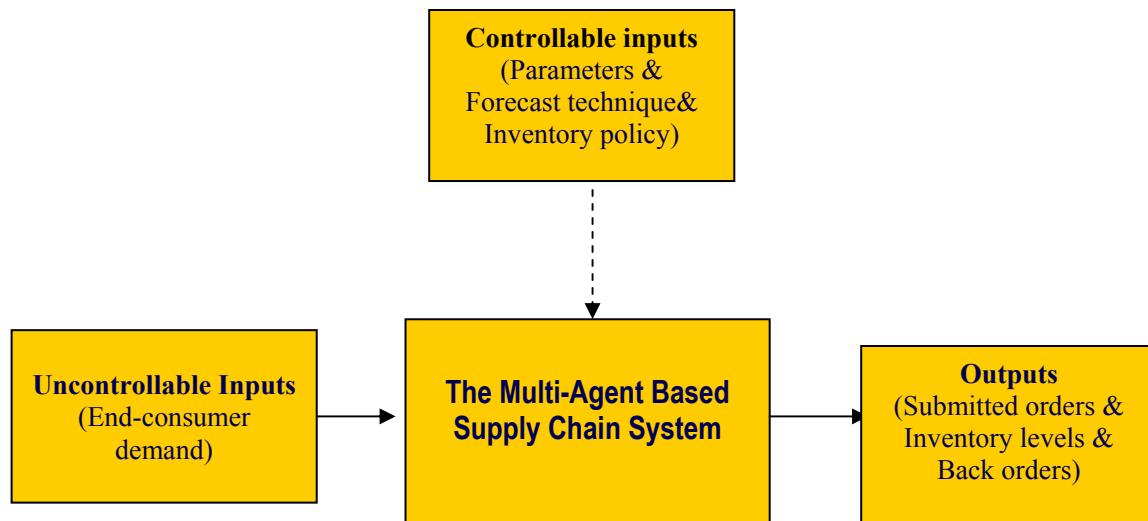 Controllable inputs
(Parameters &
Forecast technique&
Inventory policy)
Uncontrollable Inputs
(End-consumer
demand)
The Multi-Agent Based
Supply Chain System
Outputs
(Submitted orders &
Inventory levels &
Back orders)